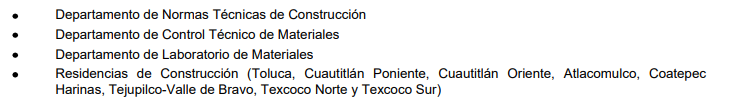 ● Departamento de Normas Técnicas de Construcción
● Departamento de Control Técnico de Materiales
● Departamento de Laboratorio de Materiales
● Residencias de Construcción (Toluca, Cuautitlán Poniente, Cuautitlán Oriente, Atlacomulco, Coatepec
Harinas, Tejupilco-Valle de Bravo, Texcoco Norte y Texcoco Sur)